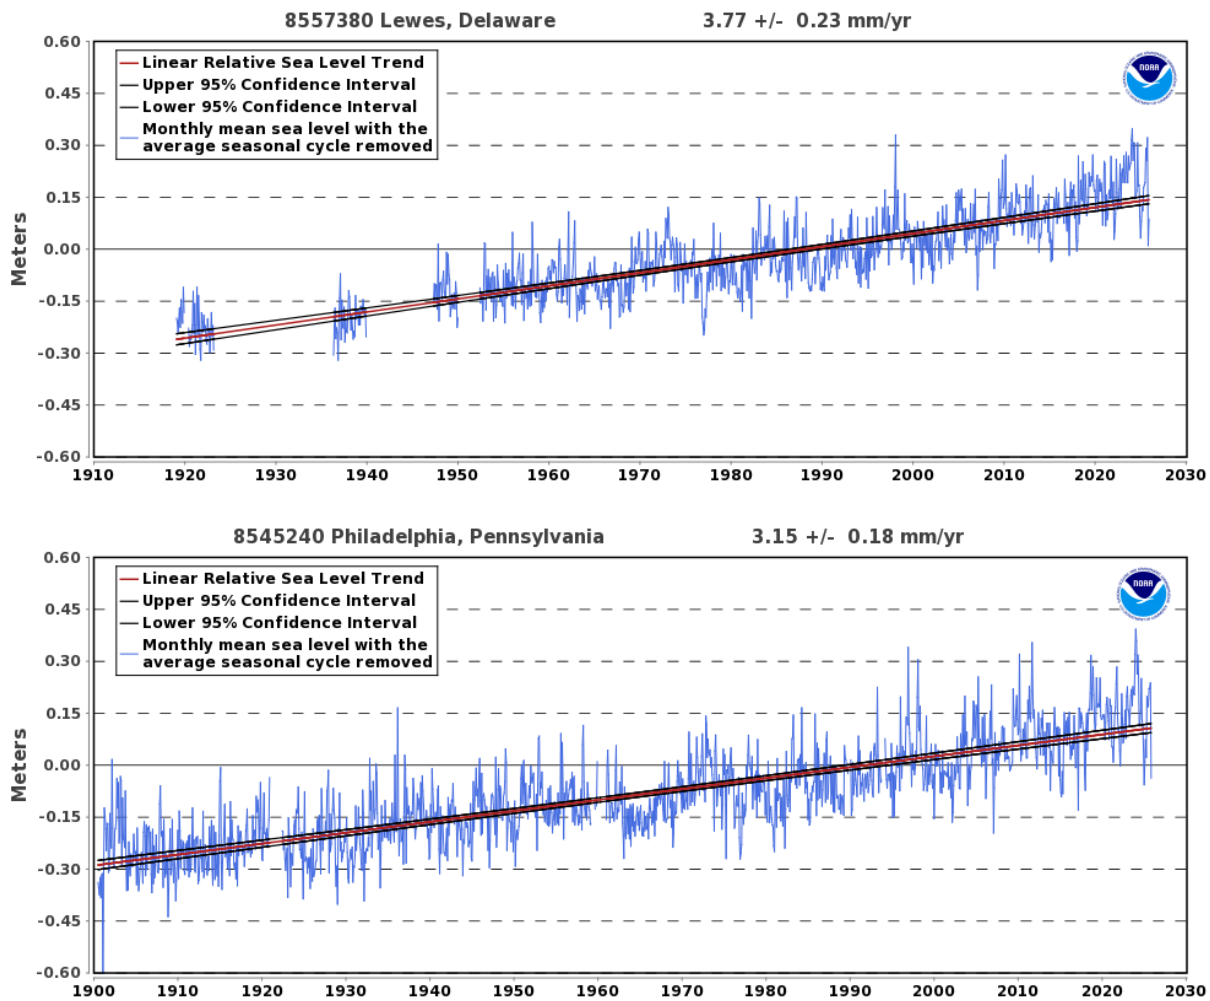 8557380 Lewes, Delaware 3.77 +/- 0.23 mm/yr
0.60
Linear Relative Sea Level Trend
Upper 95% Confidence Interval
Lower 95% Confidence Interval
Monthly mean sea level with the
average seasonal cycle removed
NOAA
0.45
0.30
0.15
0.00
-0.15
-0.30
-0.45
-0.60
Meters
1910 1920 1930 1940 1950 1960 1970 1980 1990 2000 2010 2020 2030
8545240 Philadelphia, Pennsylvania 3.15 +/- 0.18 mm/yr
0.60
Linear Relative Sea Level Trend
Upper 95% Confidence Interval
Lower 95% Confidence Interval
Monthly mean sea level with the
average seasonal cycle removed
NOAA
0.45
0.30
0.15
0.00
-0.15
-0.30
-0.45
-0.60
Meters
1900 1910 1920 1930 1940 1950 1960 1970 1980 1990 2000 2010 2020 2030